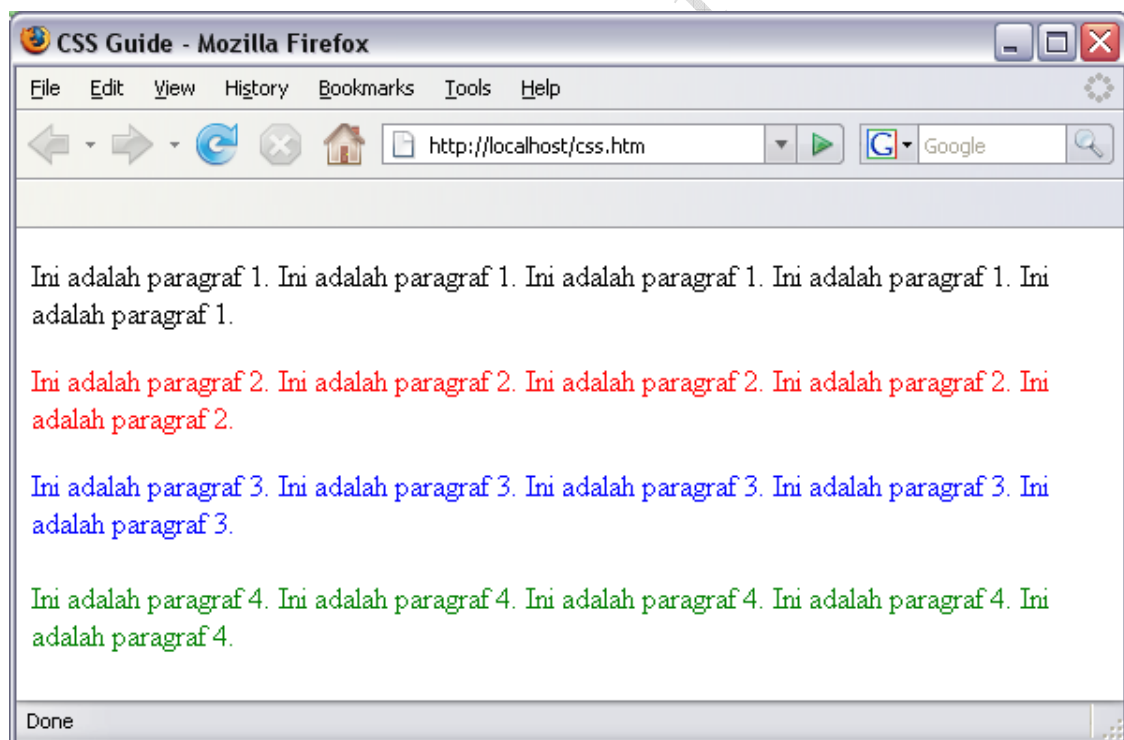 CSS Guide - Mozilla Firefox
File Edit View History Bookmarks Tools Help
http://localhost/css.htm G Google
Ini adalah paragraf 1. Ini adalah paragraf 1. Ini adalah paragraf 1. Ini adalah paragraf 1. Ini
adalah paragraf 1.
Ini adalah paragraf 2. Ini adalah paragraf 2. Ini adalah paragraf 2. Ini adalah paragraf 2. Ini
adalah paragraf 2.
Ini adalah paragraf 3. Ini adalah paragraf 3. Ini adalah paragraf 3. Ini adalah paragraf 3. Ini
adalah paragraf 3.
Ini adalah paragraf 4. Ini adalah paragraf 4. Ini adalah paragraf 4. Ini adalah paragraf 4. Ini
adalah paragraf 4.
Done